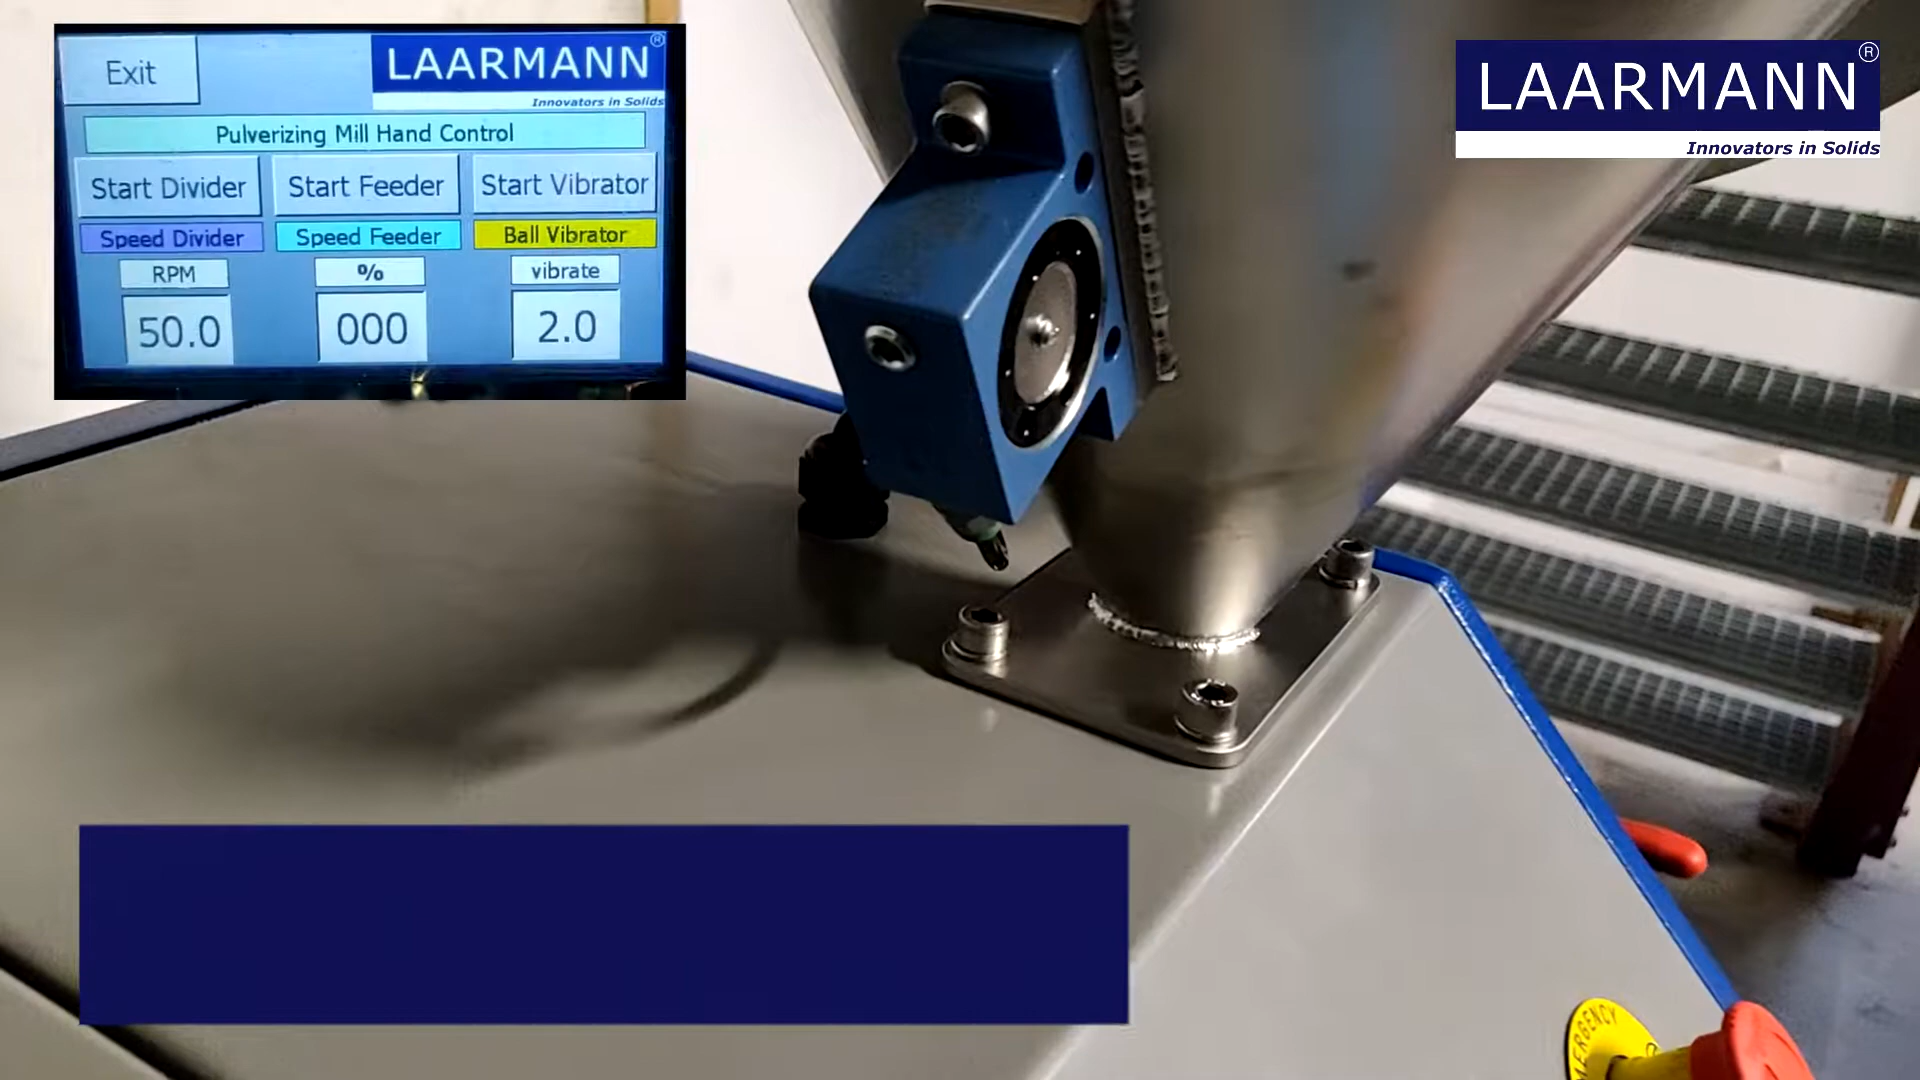 Exit
LAARMANN®
Innovators in Solids
Pulverizing Mill Hand Control
Start Divider
Start Feeder
Start Vibrator
Speed Divider
Speed Feeder
Ball Vibrator
RPM
%
vibrate
50.0
000
2.0
LAARMANN®
Innovators in Solids
EMERGENCY